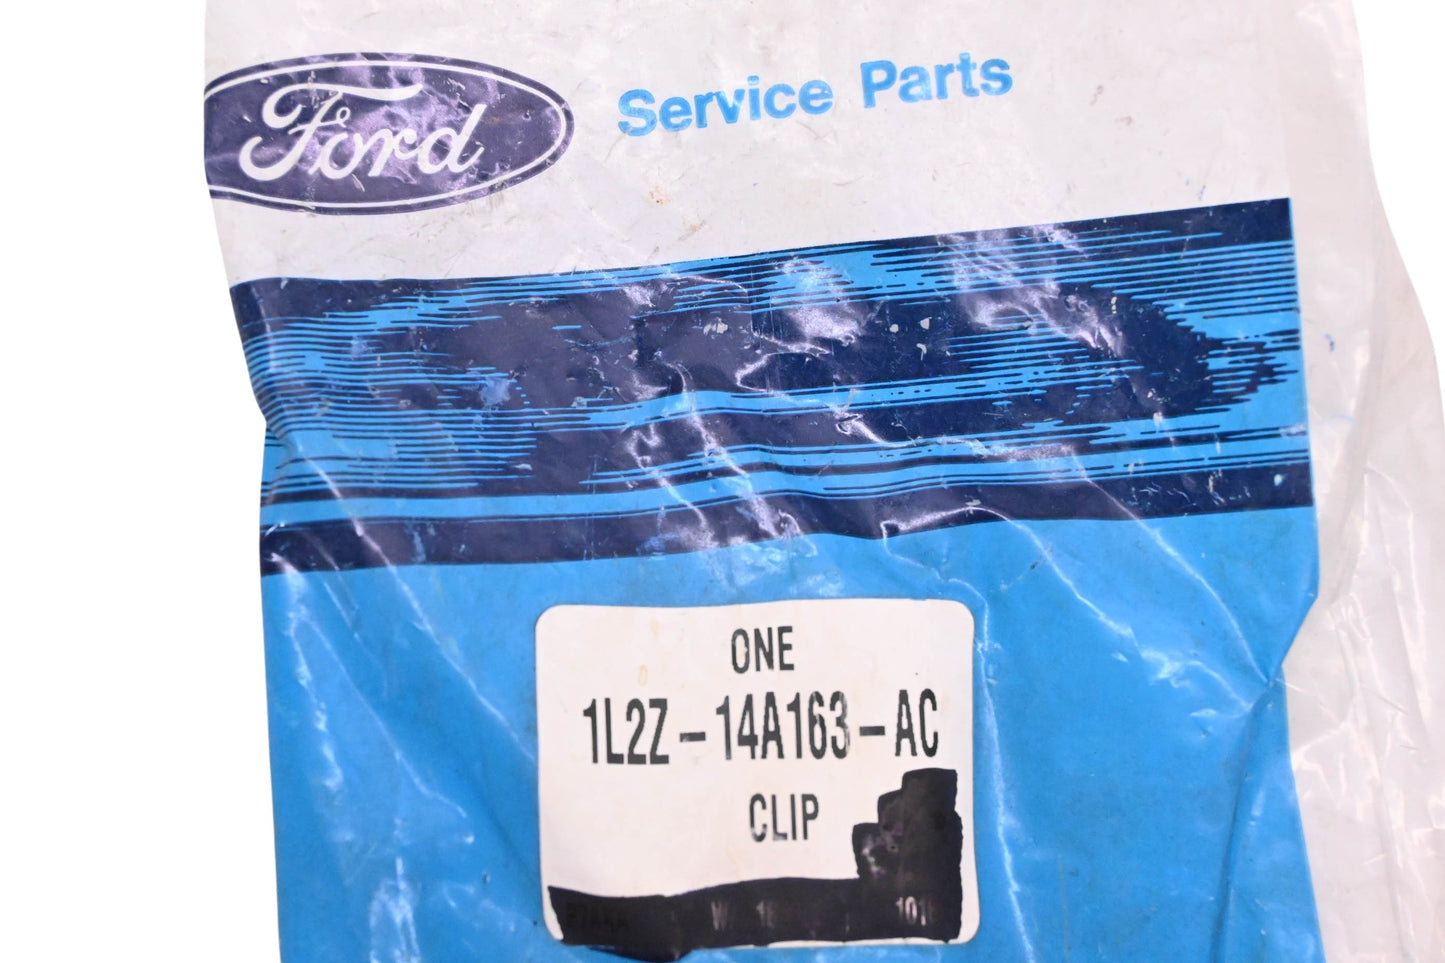 Ford
Service Parts
ONE
1L2Z-14A163-AC
CLIP